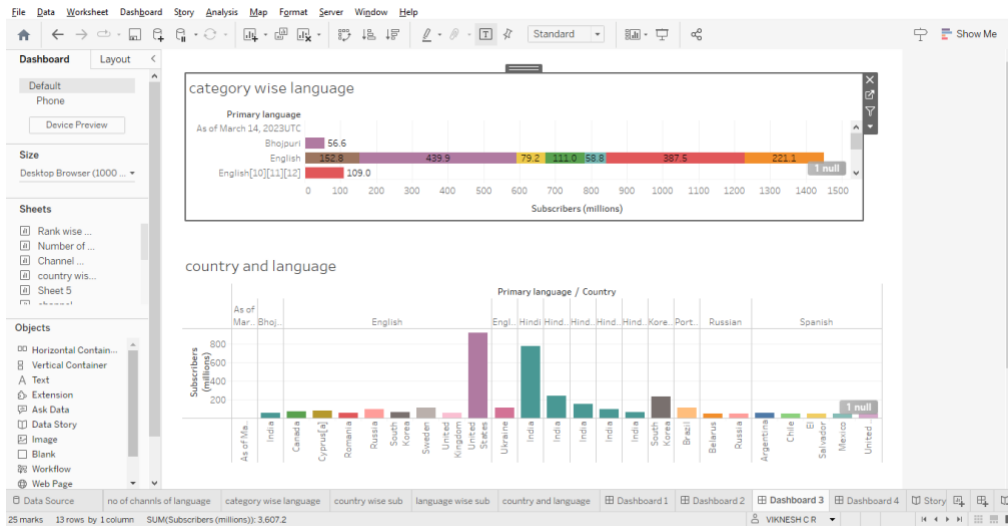 File Data Worksheet Dashboard Story Analysis Map Format Server Window Help
Standard
Show Me
Dashboard Layout
Default
Phone
Device Preview
Size
Desktop Browser (1000 ...
Sheets
Rank wise ...
Number of ...
Channel ...
country wis...
Sheet 5
Objects
Horizontal Contain...
Vertical Container
A Text
Extension
Ask Data
Data Story
Image
Blank
Workflow
Web Page
category wise language
Primary language
As of March 14, 2023UTC
Bhojpuri 56.6
English 152.8 439.9 79.2 111.0 58.8 387.5 221.1
1 null
English[10][11][12] 109.0
0 100 200 300 400 500 600 700 800 900 1000 1100 1200 1300 1400 1500
Subscribers (millions)
country and language
Primary language / Country
As of Mar.. Bhoj.. English Engl.. Hindi Hind.. Hind.. Hind.. Hind.. Kore.. Port.. Russian Spanish
Subscribers (millions)
800
600
400
200
1 null
As of Ma.. India Canada Cyprus[a] Romania Russia South Korea Sweden United Kingdom United States Ukraine India India India India India South Korea Brazil Belarus Russia Argentina Chile El Salvador Mexico United ..
Data Source no of channls of language category wise language country wise sub language wise sub country and language Dashboard 1 Dashboard 2 Dashboard 3 Dashboard 4 Story
25 marks 13 rows by 1 column SUM(Subscribers (millions)): 3,607.2 VIKNESH C R